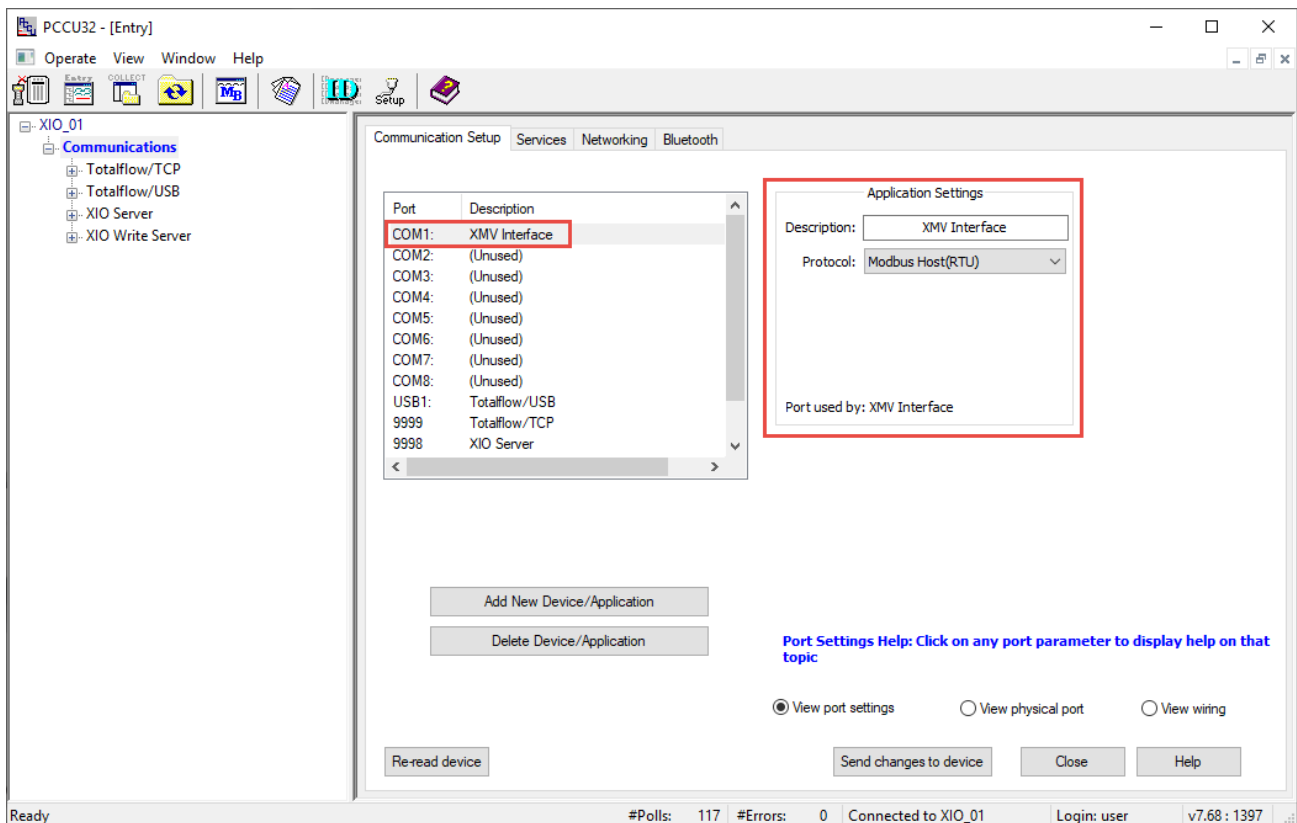 PCCU32 - [Entry]
Operate View Window Help
Entry COLLECT MB ID Setup
XIO_01
Communications
Totalflow/TCP
Totalflow/USB
XIO Server
XIO Write Server
Communication Setup Services Networking Bluetooth
Port Description
COM1: XMV Interface
COM2: (Unused)
COM3: (Unused)
COM4: (Unused)
COM5: (Unused)
COM6: (Unused)
COM7: (Unused)
COM8: (Unused)
USB1: Totalflow/USB
9999 Totalflow/TCP
9998 XIO Server
Application Settings
Description: XMV Interface
Protocol: Modbus Host(RTU)
Port used by: XMV Interface
Add New Device/Application
Delete Device/Application
Port Settings Help: Click on any port parameter to display help on that
topic
View port settings View physical port View wiring
Re-read device Send changes to device Close Help
Ready #Polls: 117 #Errors: 0 Connected to XIO_01 Login: user v7.68 : 1397